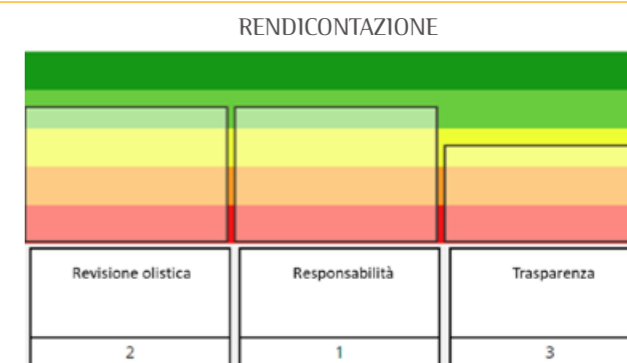 RENDICONTAZIONE
Revisione olistica
Responsabilità
Trasparenza
2
1
3